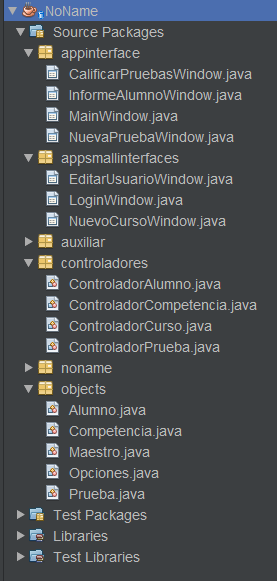 NoName
Source Packages
appinterface
CalificarPruebasWindow.java
InformeAlumnoWindow.java
MainWindow.java
NuevaPruebaWindow.java
appsmallinterfaces
EditarUsuarioWindow.java
LoginWindow.java
NuevoCursoWindow.java
auxiliar
controladores
ControladorAlumno.java
ControladorCompetencia.java
ControladorCurso.java
ControladorPrueba.java
noname
objects
Alumno.java
Competencia.java
Maestro.java
Opciones.java
Prueba.java
Test Packages
Libraries
Test Libraries